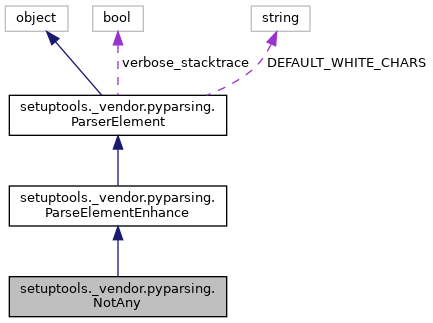 object
bool
string
verbose_stacktrace
DEFAULT_WHITE_CHARS
setuptools._vendor.pyparsing.
ParserElement
setuptools._vendor.pyparsing.
ParseElementEnhance
setuptools._vendor.pyparsing.
NotAny